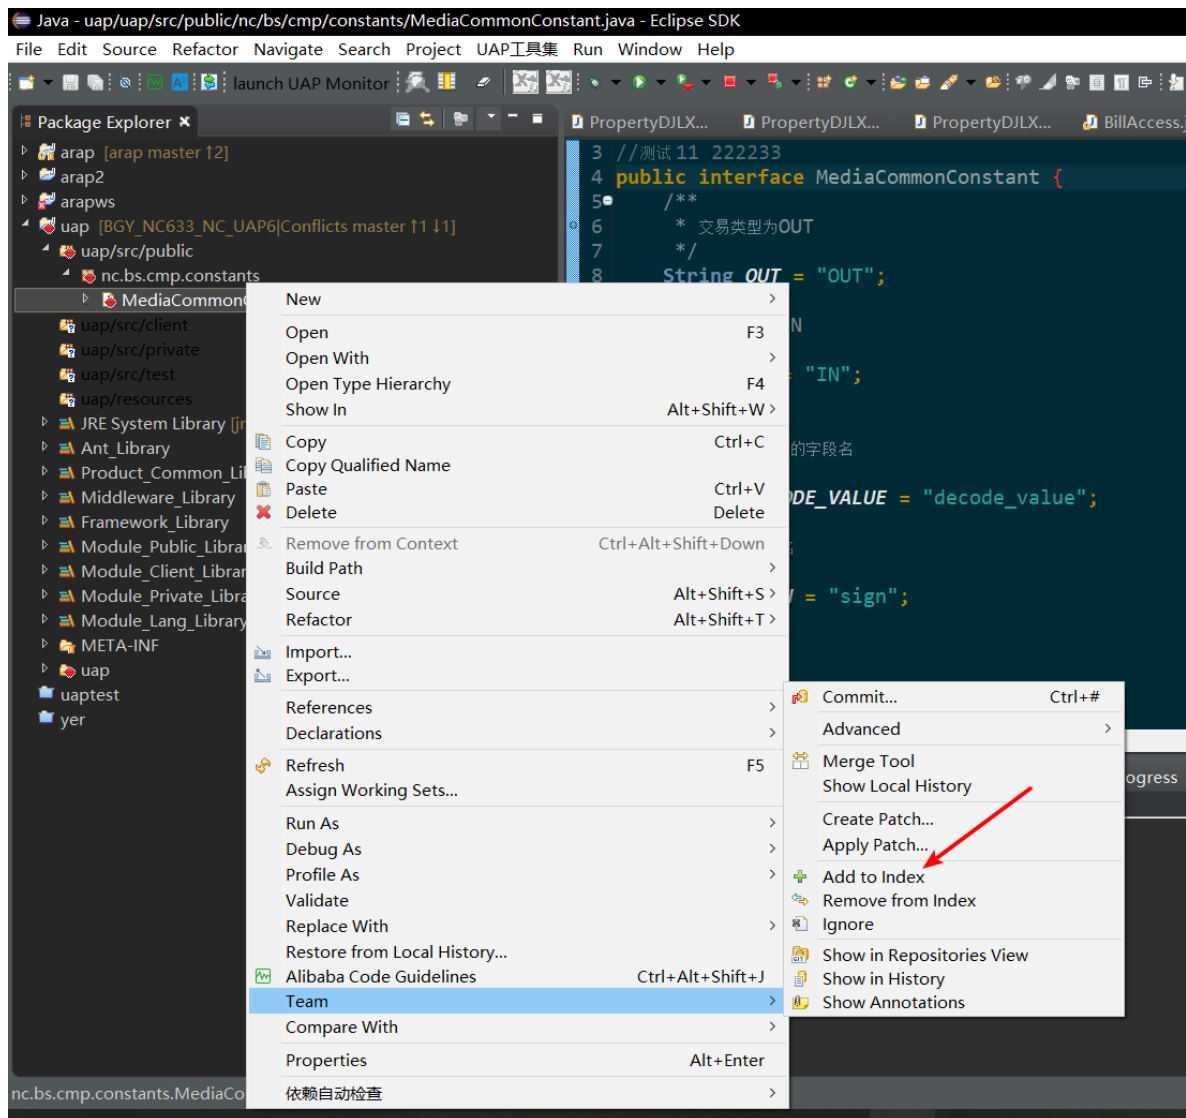 Java - uap/uap/src/public/nc/bs/cmp/constants/MediaCommonConstant.java - Eclipse SDK
File Edit Source Refactor Navigate Search Project UAP工具集 Run Window Help
launch UAP Monitor
Package Explorer
PropertyDJLX... PropertyDJLX... PropertyDJLX... BillAccess.j
arap [arap master ↑2]
arap2
arapws
uap [BGY_NC633_NC_UAP6|Conflicts master ↑1 ↓1]
uap/src/public
nc.bs.cmp.constants
MediaCommonC
uap/src/client
uap/src/private
uap/src/test
uap/resources
JRE System Library [jr
Ant_Library
Product_Common_Lib
Middleware_Library
Framework_Library
Module_Public_Librar
Module_Client_Librar
Module_Private_Libra
Module_Lang_Library
META-INF
uap
uaptest
yer
3 //测试11 222233
4 public interface MediaCommonConstant {
5 /**
6 * 交易类型为OUT
7 */
8 String OUT = "OUT";
N
= "IN";
的字段名
ODE_VALUE = "decode_value";
= "sign";
New
Open F3
Open With
Open Type Hierarchy F4
Show In Alt+Shift+W
Copy Ctrl+C
Copy Qualified Name
Paste Ctrl+V
Delete Delete
Remove from Context Ctrl+Alt+Shift+Down
Build Path
Source Alt+Shift+S
Refactor Alt+Shift+T
Import...
Export...
References
Declarations
Refresh F5
Assign Working Sets...
Run As
Debug As
Profile As
Validate
Replace With
Restore from Local History...
Alibaba Code Guidelines Ctrl+Alt+Shift+J
Team
Compare With
Properties Alt+Enter
依赖自动检查
Commit... Ctrl+#
Advanced
Merge Tool
Show Local History
Create Patch...
Apply Patch...
Add to Index
Remove from Index
Ignore
Show in Repositories View
Show in History
Show Annotations
ogress
nc.bs.cmp.constants.MediaCo